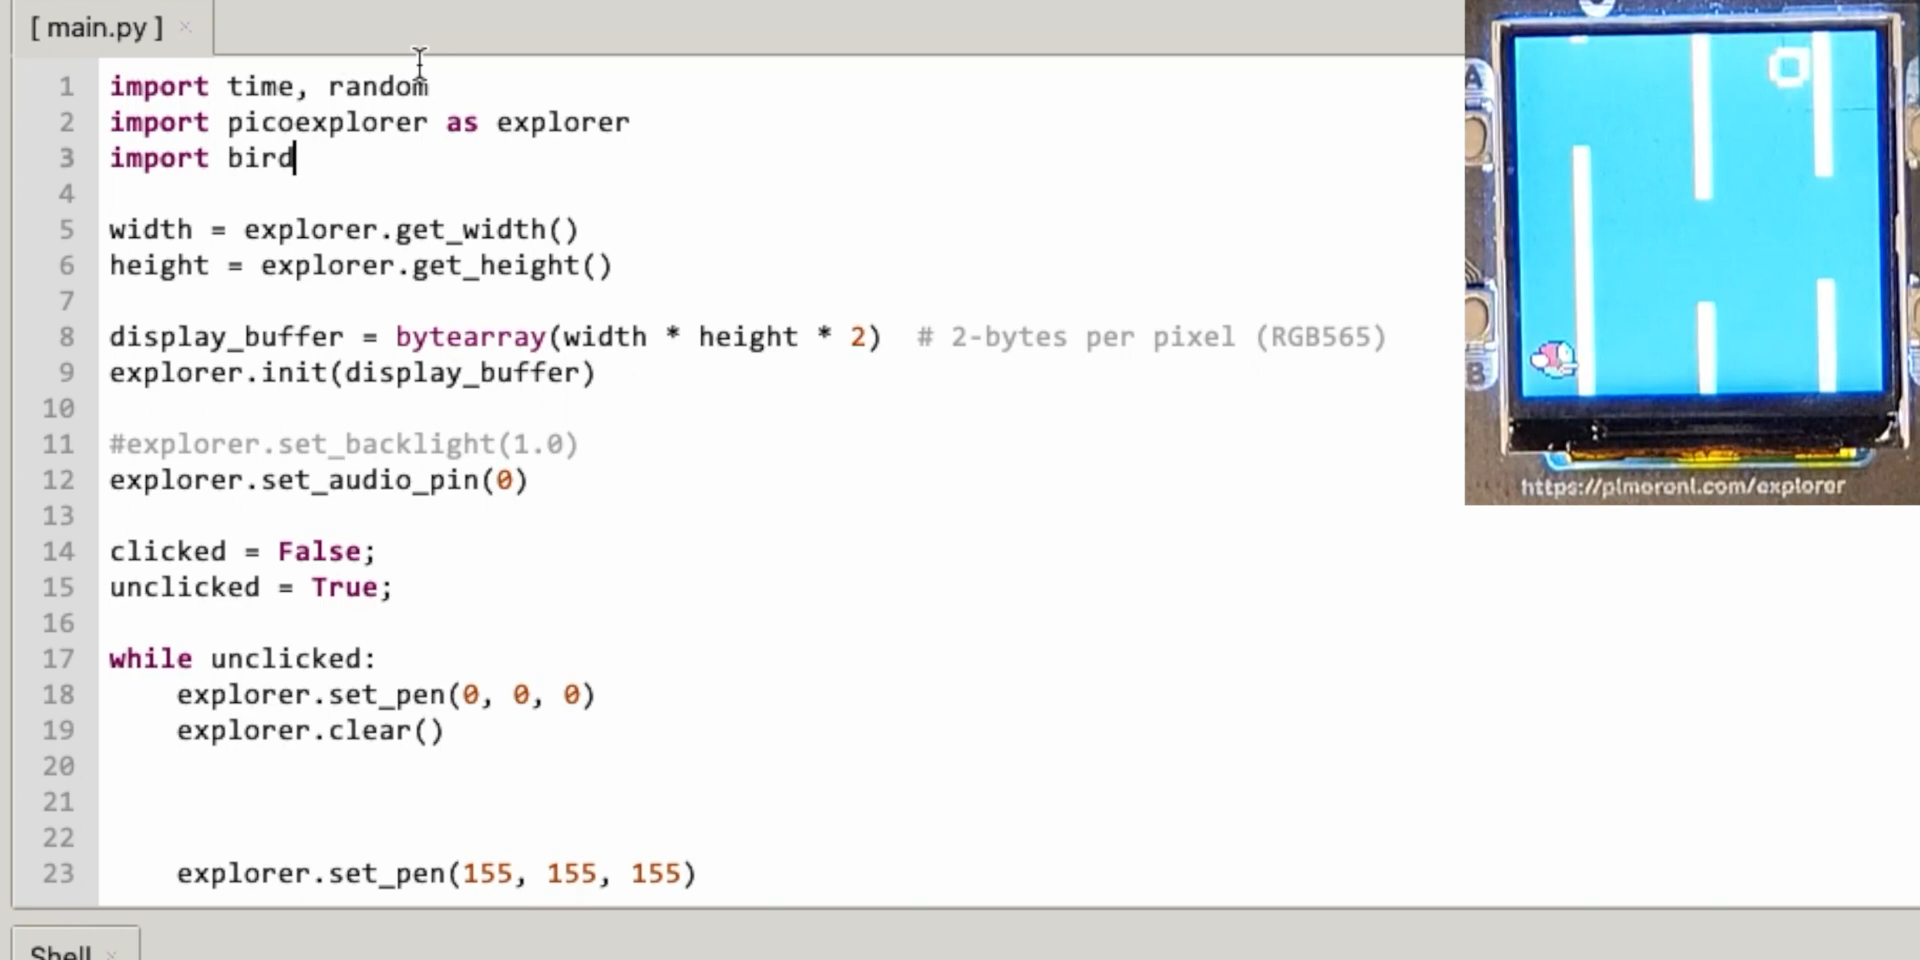 [ main.py ] ×
1 import time, random
2 import picoexplorer as explorer
3 import bird
4
5 width = explorer.get_width()
6 height = explorer.get_height()
7
8 display_buffer = bytearray(width * height * 2)  # 2-bytes per pixel (RGB565)
9 explorer.init(display_buffer)
10
11 #explorer.set_backlight(1.0)
12 explorer.set_audio_pin(0)
13
14 clicked = False;
15 unclicked = True;
16
17 while unclicked:
18     explorer.set_pen(0, 0, 0)
19     explorer.clear()
20
21
22
23     explorer.set_pen(155, 155, 155)
Shell ×
A
B
0
https://pimoroni.com/explorer